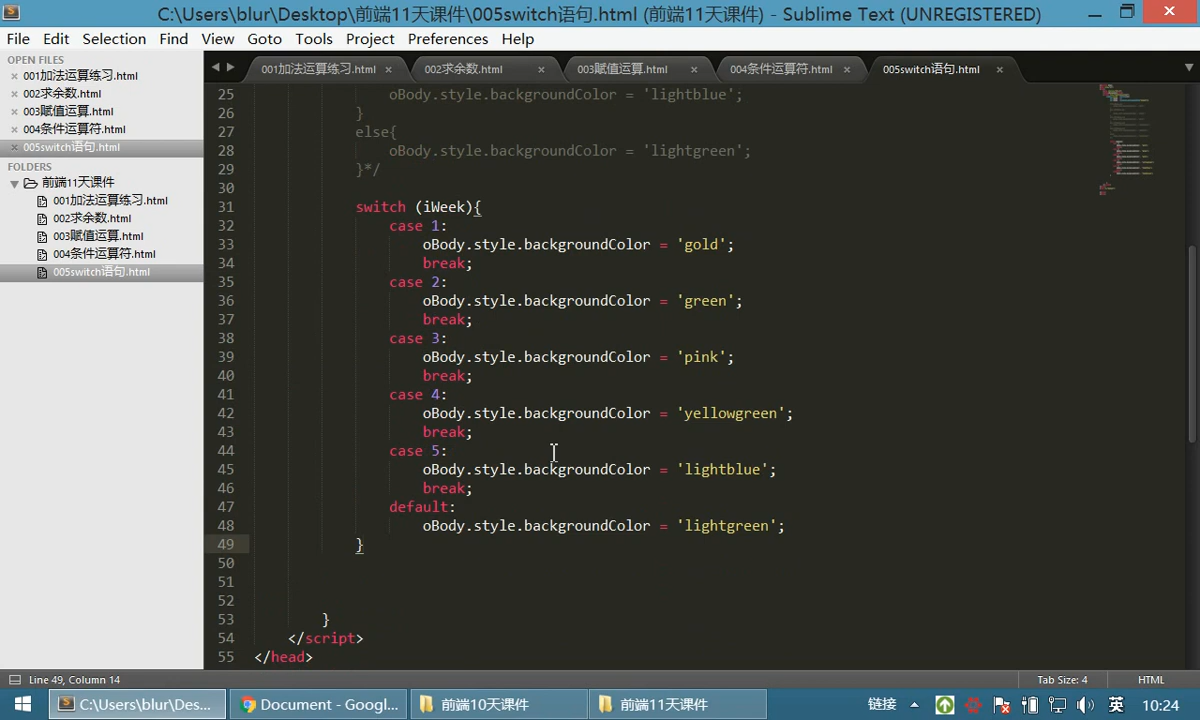 C:\Users\blur\Desktop\前端11天课件\005switch语句.html (前端11天课件) - Sublime Text (UNREGISTERED)
File Edit Selection Find View Goto Tools Project Preferences Help
OPEN FILES
001加法运算练习.html
002求余数.html
003赋值运算.html
004条件运算符.html
005switch语句.html
FOLDERS
前端11天课件
001加法运算练习.html
002求余数.html
003赋值运算.html
004条件运算符.html
005switch语句.html
001加法运算练习.html 002求余数.html 003赋值运算.html 004条件运算符.html 005switch语句.html
25 oBody.style.backgroundColor = 'lightblue';
26 }
27 else{
28 oBody.style.backgroundColor = 'lightgreen';
29 }*/
30
31 switch (iWeek){
32 case 1:
33 oBody.style.backgroundColor = 'gold';
34 break;
35 case 2:
36 oBody.style.backgroundColor = 'green';
37 break;
38 case 3:
39 oBody.style.backgroundColor = 'pink';
40 break;
41 case 4:
42 oBody.style.backgroundColor = 'yellowgreen';
43 break;
44 case 5:
45 oBody.style.backgroundColor = 'lightblue';
46 break;
47 default:
48 oBody.style.backgroundColor = 'lightgreen';
49 }
50
51
52
53 }
54 </script>
55 </head>
Line 49, Column 14 Tab Size: 4 HTML
C:\Users\blur\Des... Document - Googl... 前端10天课件 前端11天课件 链接 英 10:24